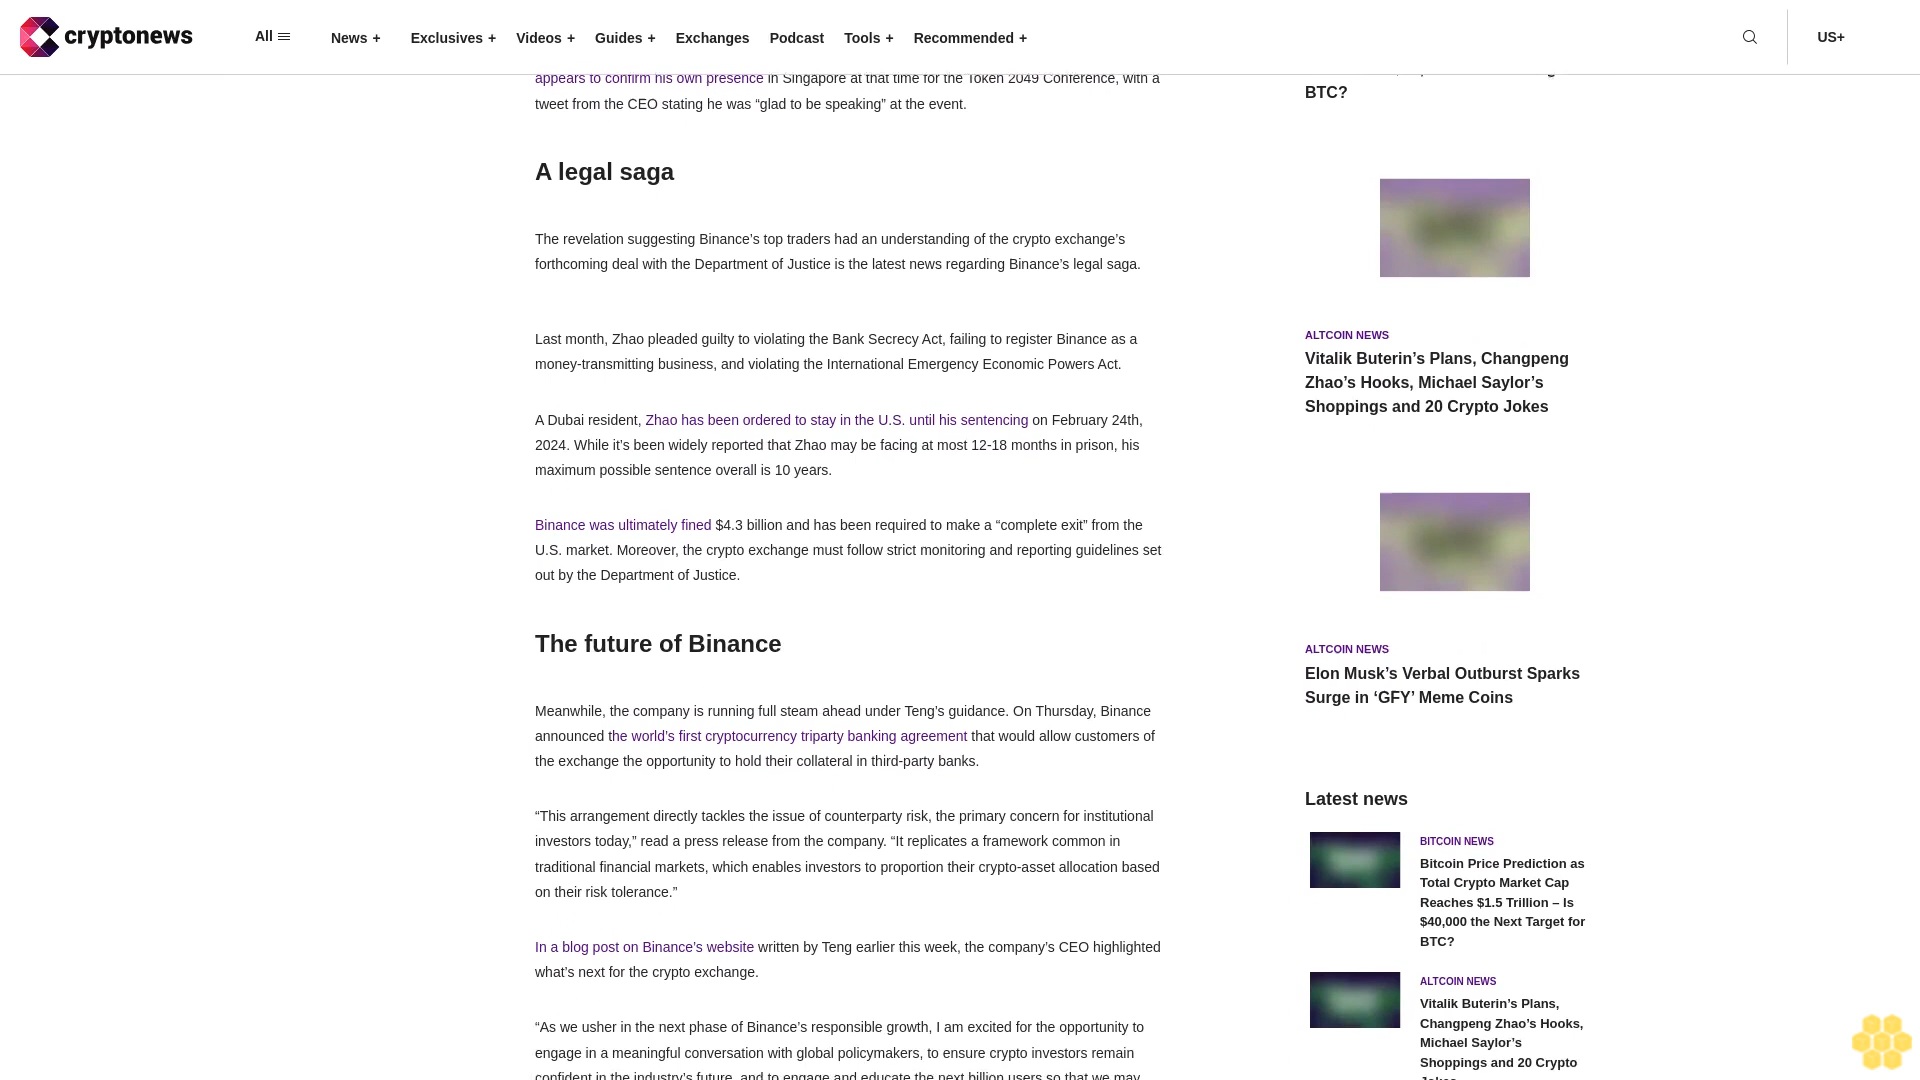 cryptonews
All
News +
Exclusives +
Videos +
Guides +
Exchanges
Podcast
Tools +
Recommended +
US+
appears to confirm his own presence in Singapore at that time for the Token 2049 Conference, with a
tweet from the CEO stating he was “glad to be speaking” at the event.
A legal saga
The revelation suggesting Binance’s top traders had an understanding of the crypto exchange’s
forthcoming deal with the Department of Justice is the latest news regarding Binance’s legal saga.
Last month, Zhao pleaded guilty to violating the Bank Secrecy Act, failing to register Binance as a
money-transmitting business, and violating the International Emergency Economic Powers Act.
A Dubai resident, Zhao has been ordered to stay in the U.S. until his sentencing on February 24th,
2024. While it’s been widely reported that Zhao may be facing at most 12-18 months in prison, his
maximum possible sentence overall is 10 years.
Binance was ultimately fined $4.3 billion and has been required to make a “complete exit” from the
U.S. market. Moreover, the crypto exchange must follow strict monitoring and reporting guidelines set
out by the Department of Justice.
The future of Binance
Meanwhile, the company is running full steam ahead under Teng’s guidance. On Thursday, Binance
announced the world’s first cryptocurrency triparty banking agreement that would allow customers of
the exchange the opportunity to hold their collateral in third-party banks.
“This arrangement directly tackles the issue of counterparty risk, the primary concern for institutional
investors today,” read a press release from the company. “It replicates a framework common in
traditional financial markets, which enables investors to proportion their crypto-asset allocation based
on their risk tolerance.”
In a blog post on Binance’s website written by Teng earlier this week, the company’s CEO highlighted
what’s next for the crypto exchange.
“As we usher in the next phase of Binance’s responsible growth, I am excited for the opportunity to
engage in a meaningful conversation with global policymakers, to ensure crypto investors remain
confident in the industry’s future, and to engage and educate the next billion users so that we may
BTC?
ALTCOIN NEWS
Vitalik Buterin’s Plans, Changpeng
Zhao’s Hooks, Michael Saylor’s
Shoppings and 20 Crypto Jokes
ALTCOIN NEWS
Elon Musk’s Verbal Outburst Sparks
Surge in ‘GFY’ Meme Coins
Latest news
BITCOIN NEWS
Bitcoin Price Prediction as
Total Crypto Market Cap
Reaches $1.5 Trillion – Is
$40,000 the Next Target for
BTC?
ALTCOIN NEWS
Vitalik Buterin’s Plans,
Changpeng Zhao’s Hooks,
Michael Saylor’s
Shoppings and 20 Crypto